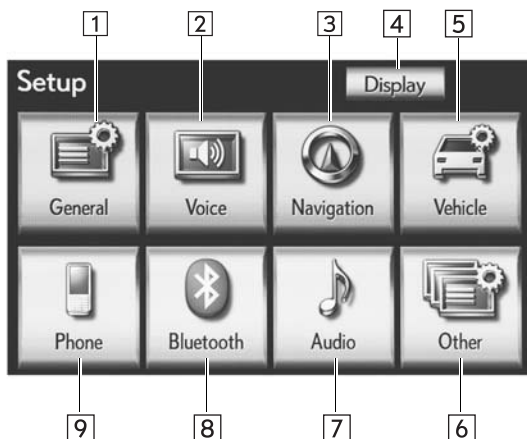 1 2 3 4 5
Setup Display
General Voice Navigation Vehicle
Phone Bluetooth Audio Other
9 8 7 6